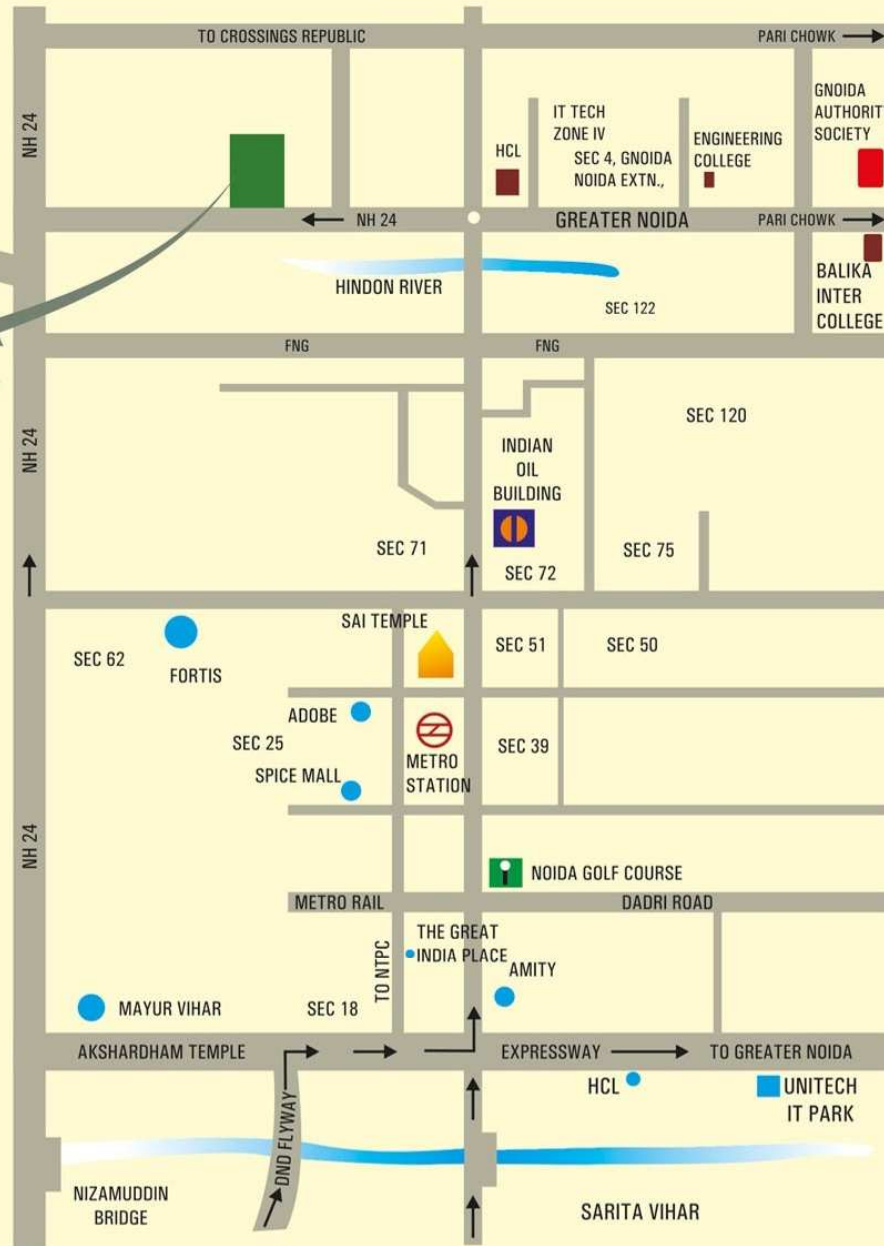 TO CROSSINGS REPUBLIC
PARI CHOWK
NH 24
GNOIDA
AUTHORIT
SOCIETY
IT TECH
ZONE IV
SEC 4, GNOIDA
NOIDA EXTN.,
HCL
ENGINEERING
COLLEGE
NH 24
GREATER NOIDA
PARI CHOWK
HINDON RIVER
SEC 122
BALIKA
INTER
COLLEGE
FNG
FNG
NH 24
SEC 120
INDIAN
OIL
BUILDING
SEC 71
SEC 72
SEC 75
SAI TEMPLE
SEC 62
FORTIS
SEC 51
SEC 50
ADOBE
SEC 25
SPICE MALL
METRO
STATION
SEC 39
NH 24
NOIDA GOLF COURSE
METRO RAIL
DADRI ROAD
TO NTPC
THE GREAT
INDIA PLACE
AMITY
MAYUR VIHAR
SEC 18
AKSHARDHAM TEMPLE
EXPRESSWAY
TO GREATER NOIDA
HCL
UNITECH
IT PARK
DND FLYWAY
NIZAMUDDIN
BRIDGE
SARITA VIHAR